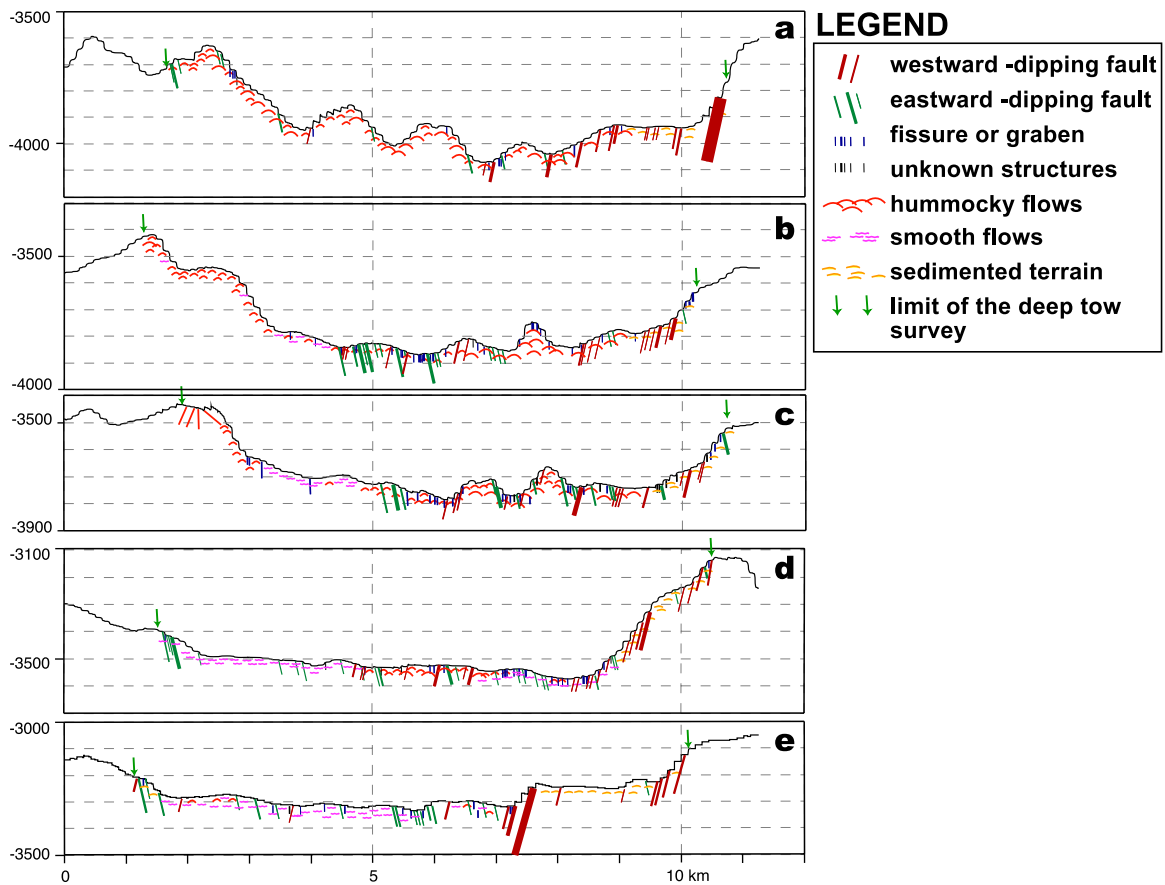 -3500
-4000
a
-3500
-4000
b
-3500
-3900
c
-3100
-3500
d
-3000
-3500
e
0
5
10 km
LEGEND
westward -dipping fault
eastward -dipping fault
fissure or graben
unknown structures
hummocky flows
smooth flows
sedimented terrain
limit of the deep tow
survey